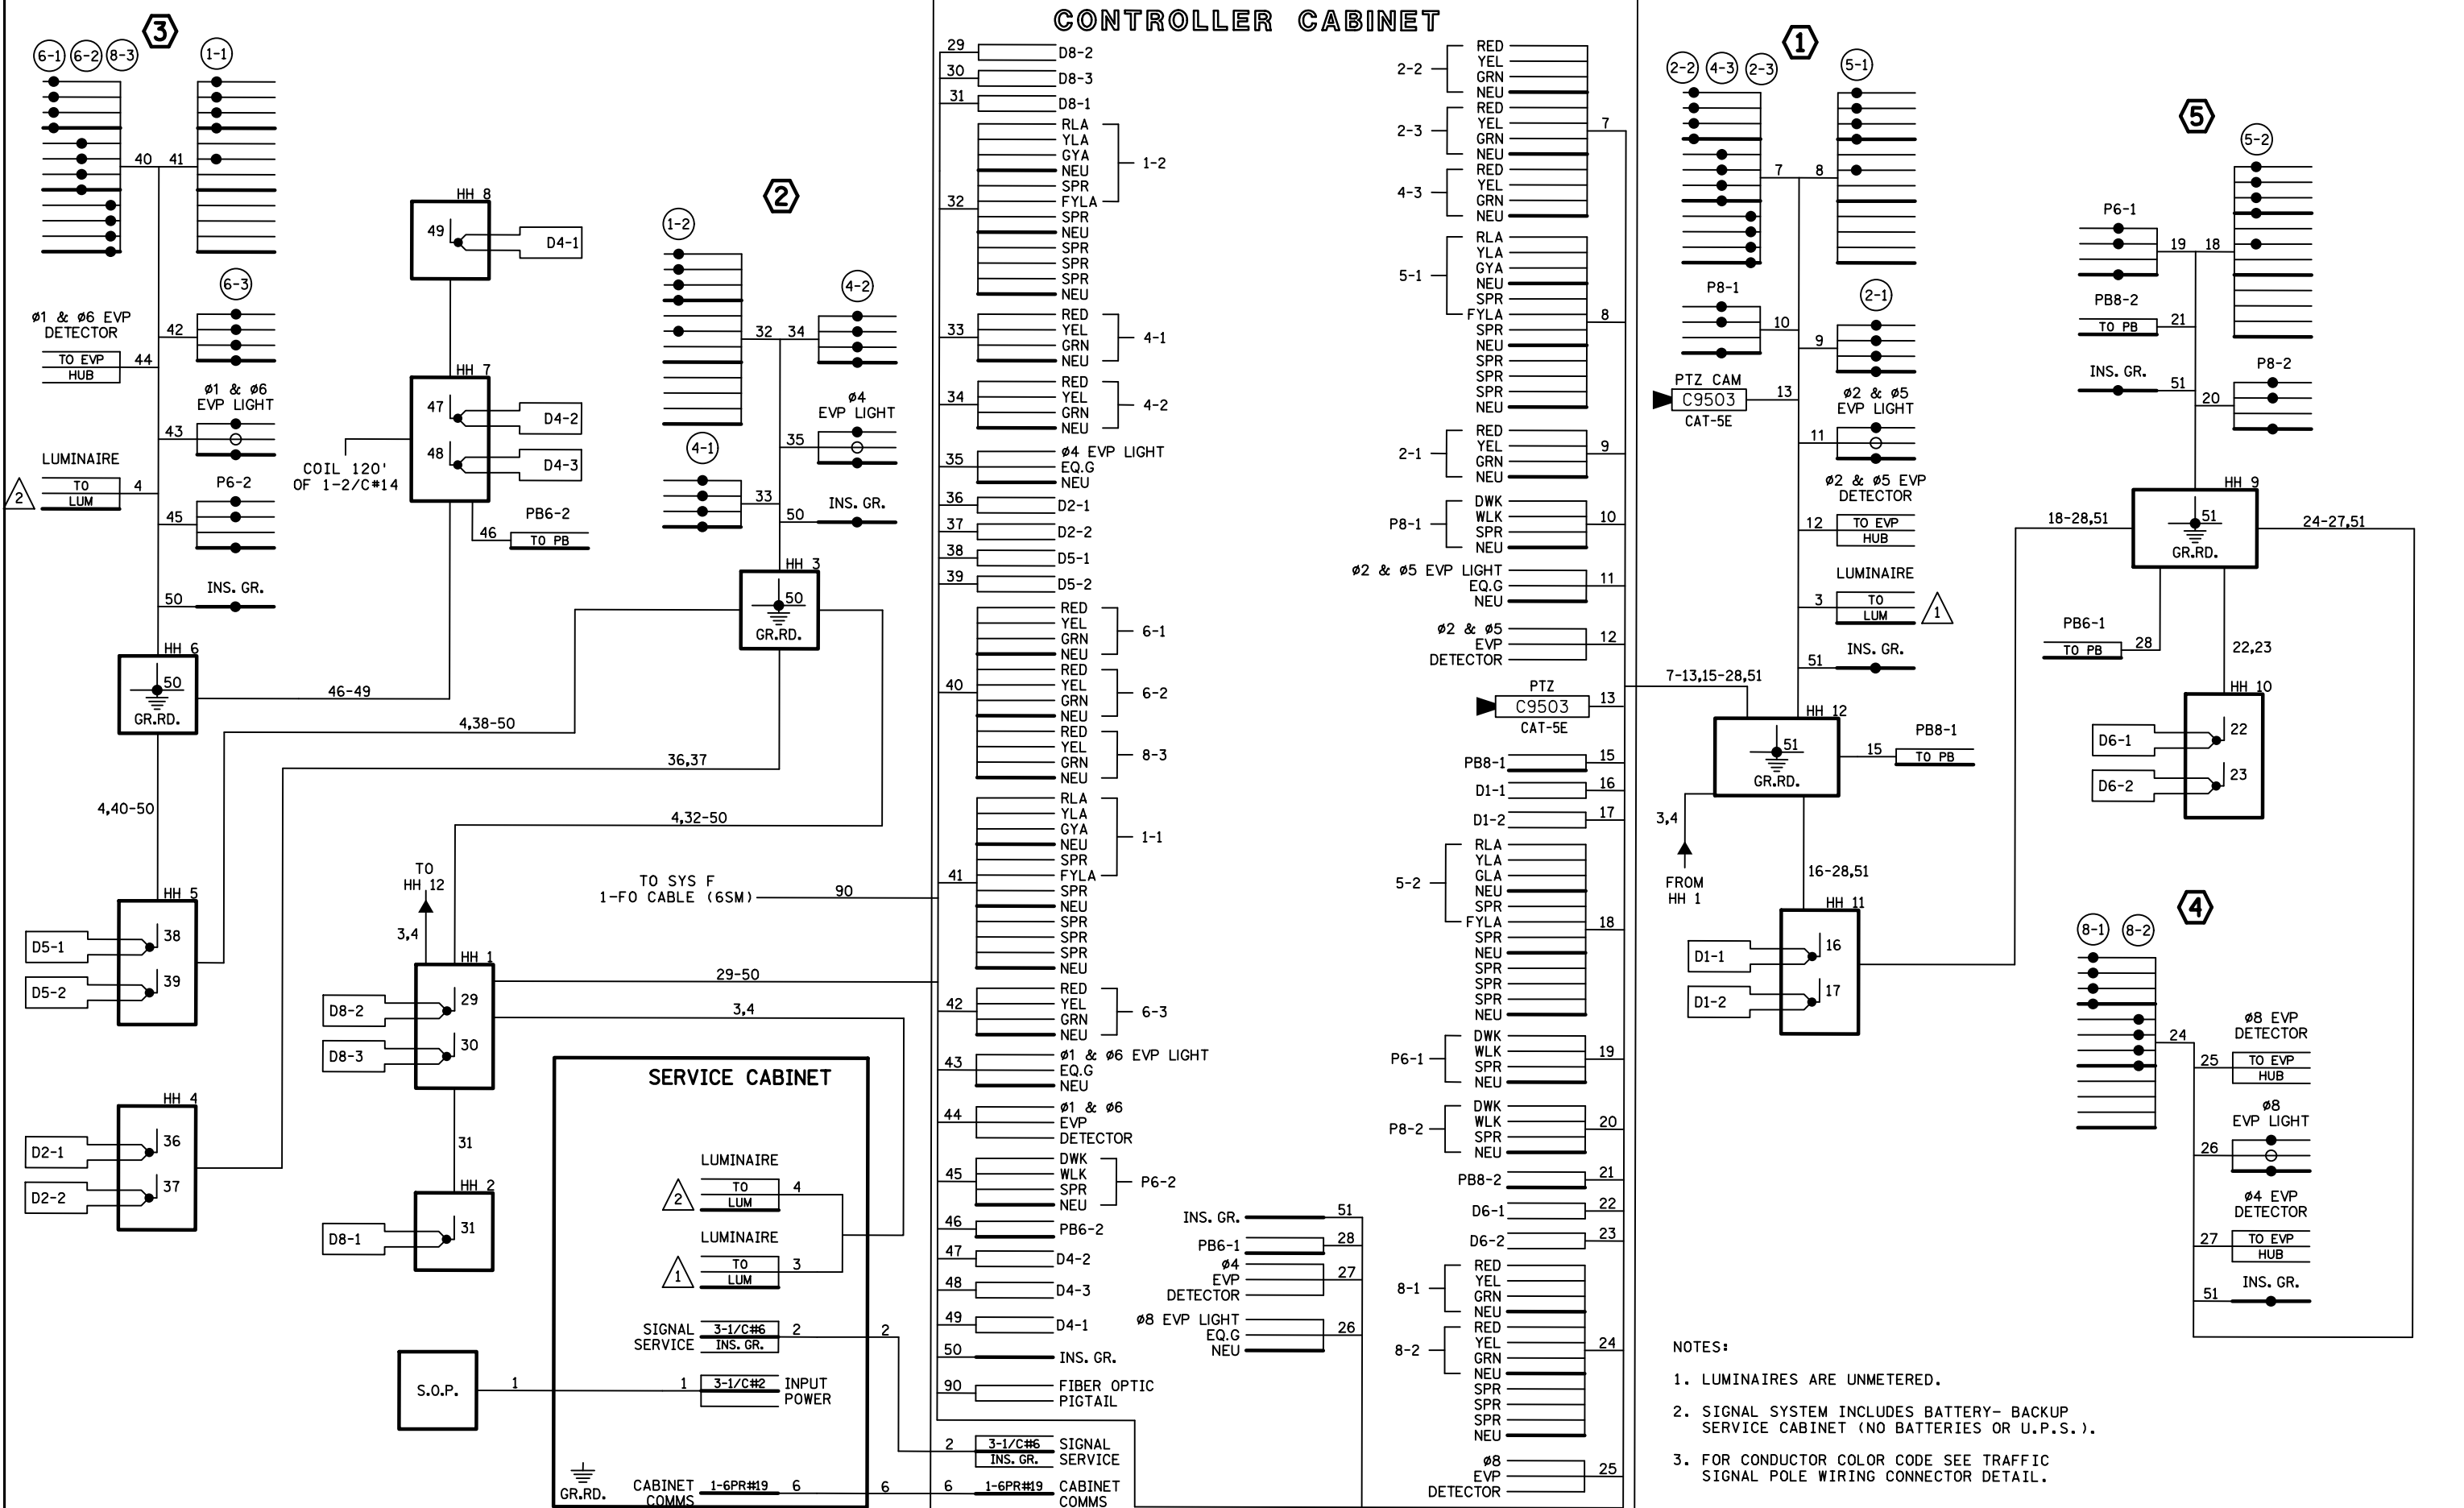 CONTROLLER CABINET
3
6-1 6-2 8-3 1-1
40 41
6-3
ø1 & ø6 EVP
DETECTOR
TO EVP
HUB
44
42
ø1 & ø6
EVP LIGHT
43
LUMINAIRE
TO
LUM
4
2
P6-2
45
INS. GR.
50
HH 6
50
GR.RD.
46-49
4,40-50
4,38-50
HH 5
D5-1
38
D5-2
39
HH 4
D2-1
36
D2-2
37
HH 8
49
D4-1
HH 7
47
D4-2
48
D4-3
COIL 120'
OF 1-2/C#14
PB6-2
46
TO PB
2
1-2
32 34
4-2
ø4
EVP LIGHT
35
4-1
33
INS. GR.
50
HH 3
50
GR.RD.
36,37
4,32-50
TO
HH 12
3,4
HH 1
D8-2
29
D8-3
30
31
HH 2
D8-1
31
TO SYS F
1-FO CABLE (6SM)
90
29-50
3,4
SERVICE CABINET
LUMINAIRE
2
TO
LUM
4
LUMINAIRE
1
TO
LUM
3
SIGNAL
SERVICE
3-1/C#6
INS. GR.
2
2
S.O.P.
1
1
3-1/C#2
INPUT
POWER
GR.RD.
CABINET
COMMS
1-6PR#19
6
6
29
D8-2
30
D8-3
31
D8-1
32
RLA
YLA
GYA
NEU
SPR
FYLA
SPR
NEU
SPR
SPR
SPR
NEU
1-2
33
RED
YEL
GRN
NEU
4-1
34
RED
YEL
GRN
NEU
4-2
35
ø4 EVP LIGHT
EQ.G
NEU
36
D2-1
37
D2-2
38
D5-1
39
D5-2
40
RED
YEL
GRN
NEU
6-1
RED
YEL
GRN
NEU
6-2
RED
YEL
GRN
NEU
8-3
41
RLA
YLA
GYA
NEU
SPR
FYLA
SPR
NEU
SPR
SPR
SPR
NEU
1-1
42
RED
YEL
GRN
NEU
6-3
43
ø1 & ø6 EVP LIGHT
EQ.G
NEU
44
ø1 & ø6
EVP
DETECTOR
45
DWK
WLK
SPR
NEU
P6-2
46
PB6-2
47
D4-2
48
D4-3
49
D4-1
50
INS. GR.
90
FIBER OPTIC
PIGTAIL
2
3-1/C#6
INS. GR.
SIGNAL
SERVICE
6
1-6PR#19
CABINET
COMMS
INS. GR.
51
PB6-1
28
ø4
EVP
DETECTOR
27
ø8 EVP LIGHT
EQ.G
NEU
26
2-2
RED
YEL
GRN
NEU
2-3
RED
YEL
GRN
NEU
7
4-3
RED
YEL
GRN
NEU
5-1
RLA
YLA
GYA
NEU
SPR
FYLA
SPR
NEU
SPR
SPR
SPR
NEU
8
2-1
RED
YEL
GRN
NEU
9
P8-1
DWK
WLK
SPR
NEU
10
ø2 & ø5 EVP LIGHT
EQ.G
NEU
11
ø2 & ø5
EVP
DETECTOR
12
PTZ
C9503
CAT-5E
13
PB8-1
15
D1-1
16
D1-2
17
5-2
RLA
YLA
GLA
NEU
SPR
FYLA
SPR
NEU
SPR
SPR
SPR
NEU
18
P6-1
DWK
WLK
SPR
NEU
19
P8-2
DWK
WLK
SPR
NEU
20
PB8-2
21
D6-1
22
D6-2
23
8-1
RED
YEL
GRN
NEU
8-2
RED
YEL
GRN
NEU
SPR
SPR
SPR
NEU
24
ø8
EVP
DETECTOR
25
1
2-2 4-3 2-3 5-1
7 8
P8-1
10
2-1
9
PTZ CAM
C9503
CAT-5E
13
ø2 & ø5
EVP LIGHT
11
ø2 & ø5 EVP
DETECTOR
12
TO EVP
HUB
LUMINAIRE
3
TO
LUM
1
INS. GR.
51
7-13,15-28,51
HH 12
51
GR.RD.
PB8-1
15
TO PB
3,4
FROM
HH 1
16-28,51
HH 11
D1-1
16
D1-2
17
5
5-2
P6-1
19 18
PB8-2
TO PB
21
INS. GR.
51
P8-2
20
HH 9
18-28,51
51
GR.RD.
24-27,51
PB6-1
TO PB
28
22,23
HH 10
D6-1
22
D6-2
23
4
8-1 8-2
24
ø8 EVP
DETECTOR
25
TO EVP
HUB
ø8
EVP LIGHT
26
ø4 EVP
DETECTOR
27
TO EVP
HUB
INS. GR.
51
NOTES:
1. LUMINAIRES ARE UNMETERED.
2. SIGNAL SYSTEM INCLUDES BATTERY- BACKUP
SERVICE CABINET (NO BATTERIES OR U.P.S.).
3. FOR CONDUCTOR COLOR CODE SEE TRAFFIC
SIGNAL POLE WIRING CONNECTOR DETAIL.